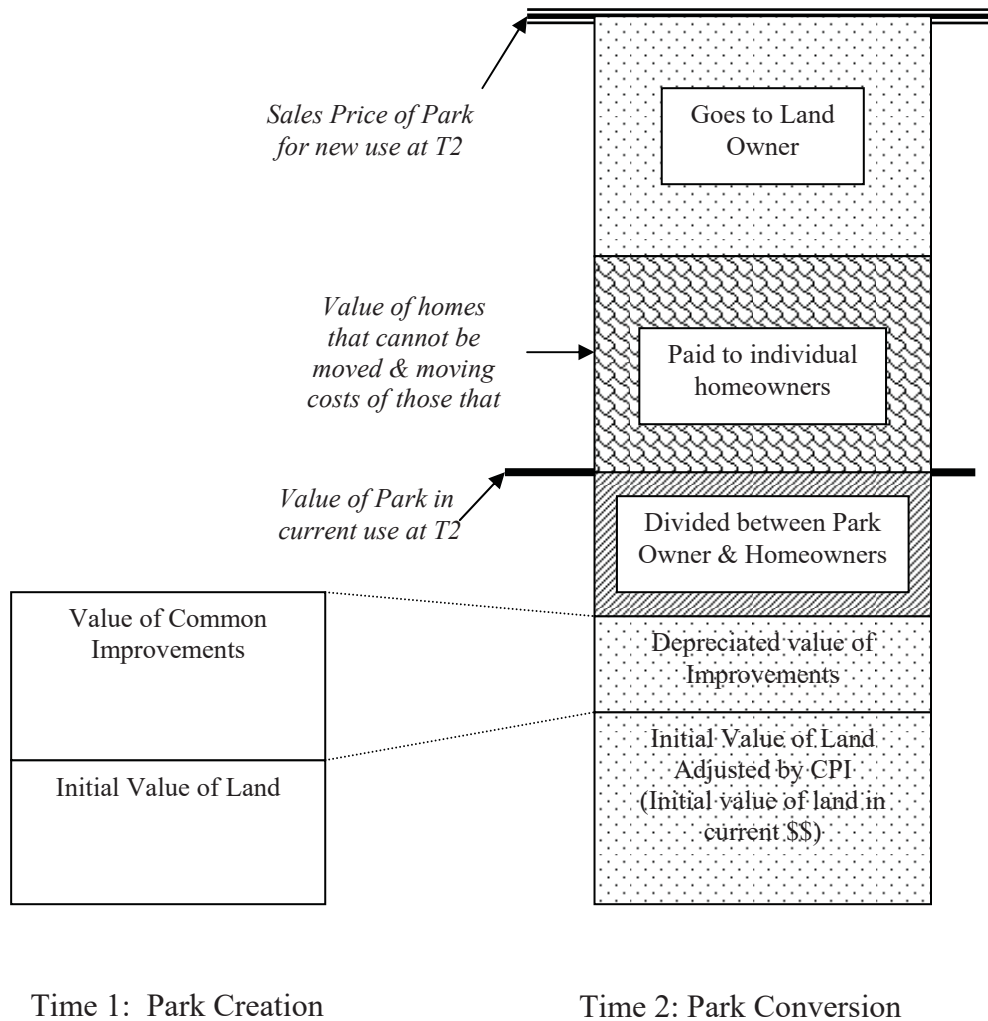 Sales Price of Park
for new use at T2
Goes to Land
Owner
Value of homes
that cannot be
moved & moving
costs of those that
Paid to individual
homeowners
Value of Park in
current use at T2
Divided between Park
Owner & Homeowners
Value of Common
Improvements
Depreciated value of
Improvements
Initial Value of Land
Initial Value of Land
Adjusted by CPI
(Initial value of land in
current $$)
Time 1: Park Creation
Time 2: Park Conversion